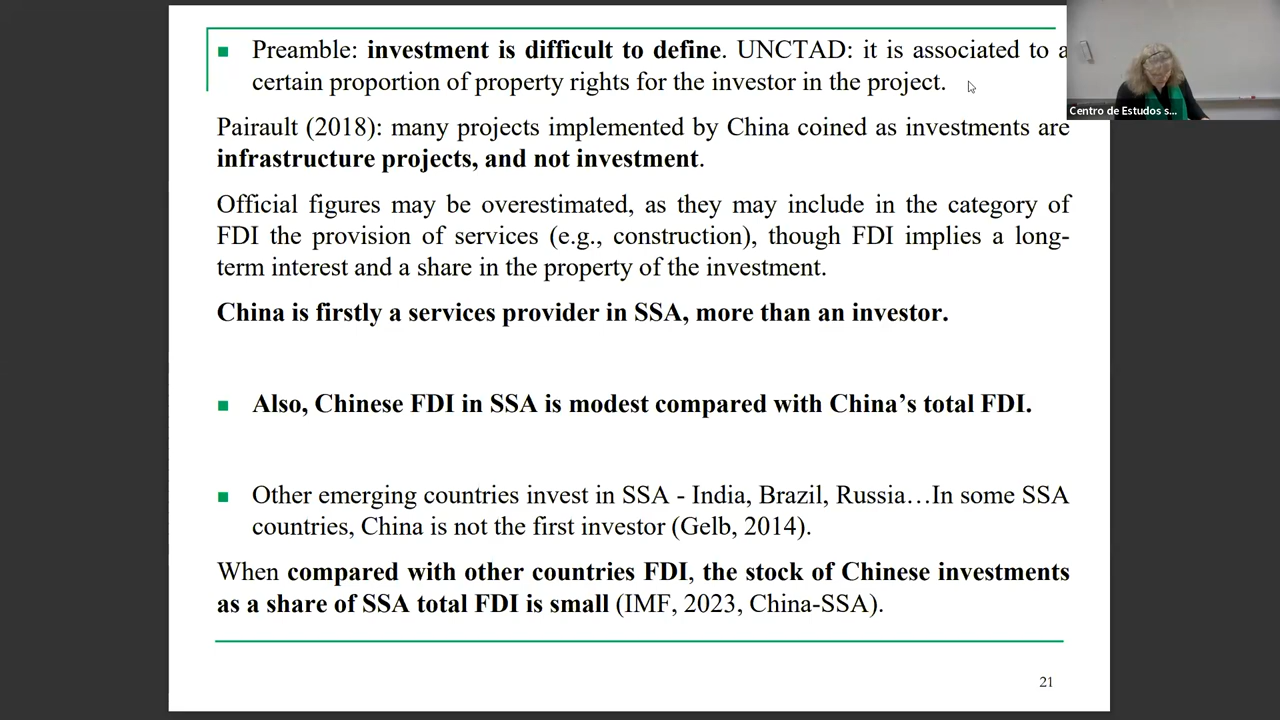 Preamble: investment is difficult to define. UNCTAD: it is associated to a
certain proportion of property rights for the investor in the project.
Centro de Estudos s...
Pairault (2018): many projects implemented by China coined as investments are
infrastructure projects, and not investment.
Official figures may be overestimated, as they may include in the category of
FDI the provision of services (e.g., construction), though FDI implies a long-
term interest and a share in the property of the investment.
China is firstly a services provider in SSA, more than an investor.
Also, Chinese FDI in SSA is modest compared with China’s total FDI.
Other emerging countries invest in SSA - India, Brazil, Russia…In some SSA
countries, China is not the first investor (Gelb, 2014).
When compared with other countries FDI, the stock of Chinese investments
as a share of SSA total FDI is small (IMF, 2023, China-SSA).
21